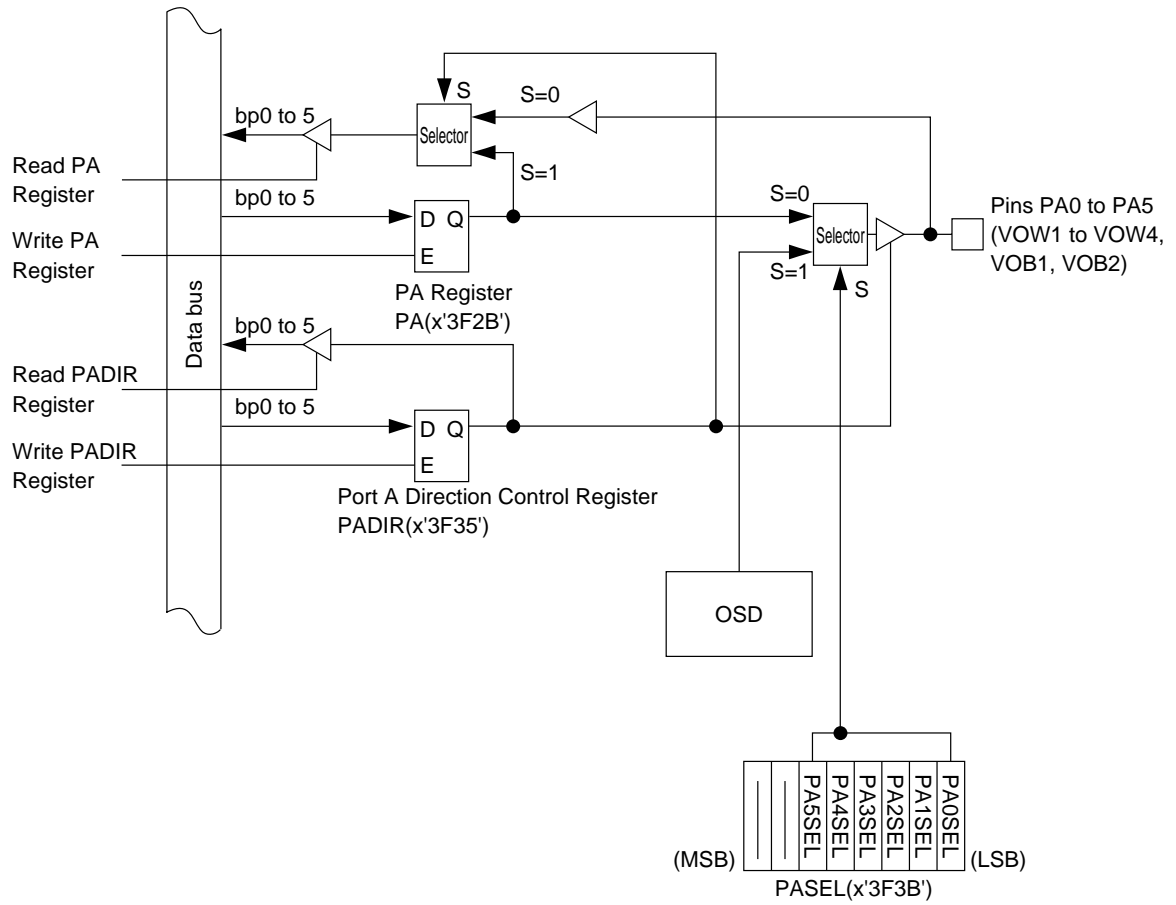 S
S=0
bp0 to 5
Selector
Read PA
Register
S=1
bp0 to 5
S=0
D Q
E
Selector
Pins PA0 to PA5
(VOW1 to VOW4,
VOB1, VOB2)
Write PA
Register
S=1
S
PA Register
PA(x'3F2B')
Data bus
bp0 to 5
Read PADIR
Register
bp0 to 5
D Q
E
Write PADIR
Register
Port A Direction Control Register
PADIR(x'3F35')
OSD
PA5SEL
PA4SEL
PA3SEL
PA2SEL
PA1SEL
PA0SEL
(MSB)
(LSB)
PASEL(x'3F3B')